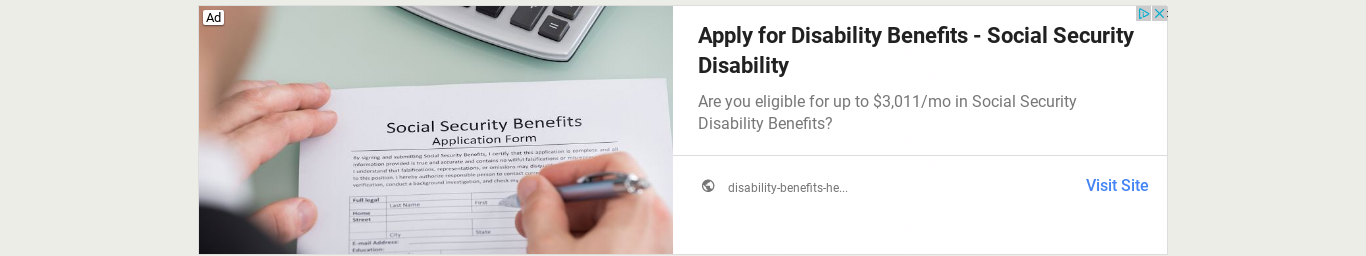 Ad
Social Security Benefits
Application Form
By signing and submitting Social Security Benefits, I certify that this application is complete and all
information provided is true and accurate and contains no willful falsifications or
I understand that falsifications, representations, or omissions may
to this position. I hereby authorize responsible person to contact
verification, conduct a background investigation, and check my
Full legal
Last Name
First
Home
Street
City
State
E-mail Address:
Education:
Apply for Disability Benefits - Social Security
Disability
Are you eligible for up to $3,011/mo in Social Security
Disability Benefits?
disability-benefits-he...
Visit Site